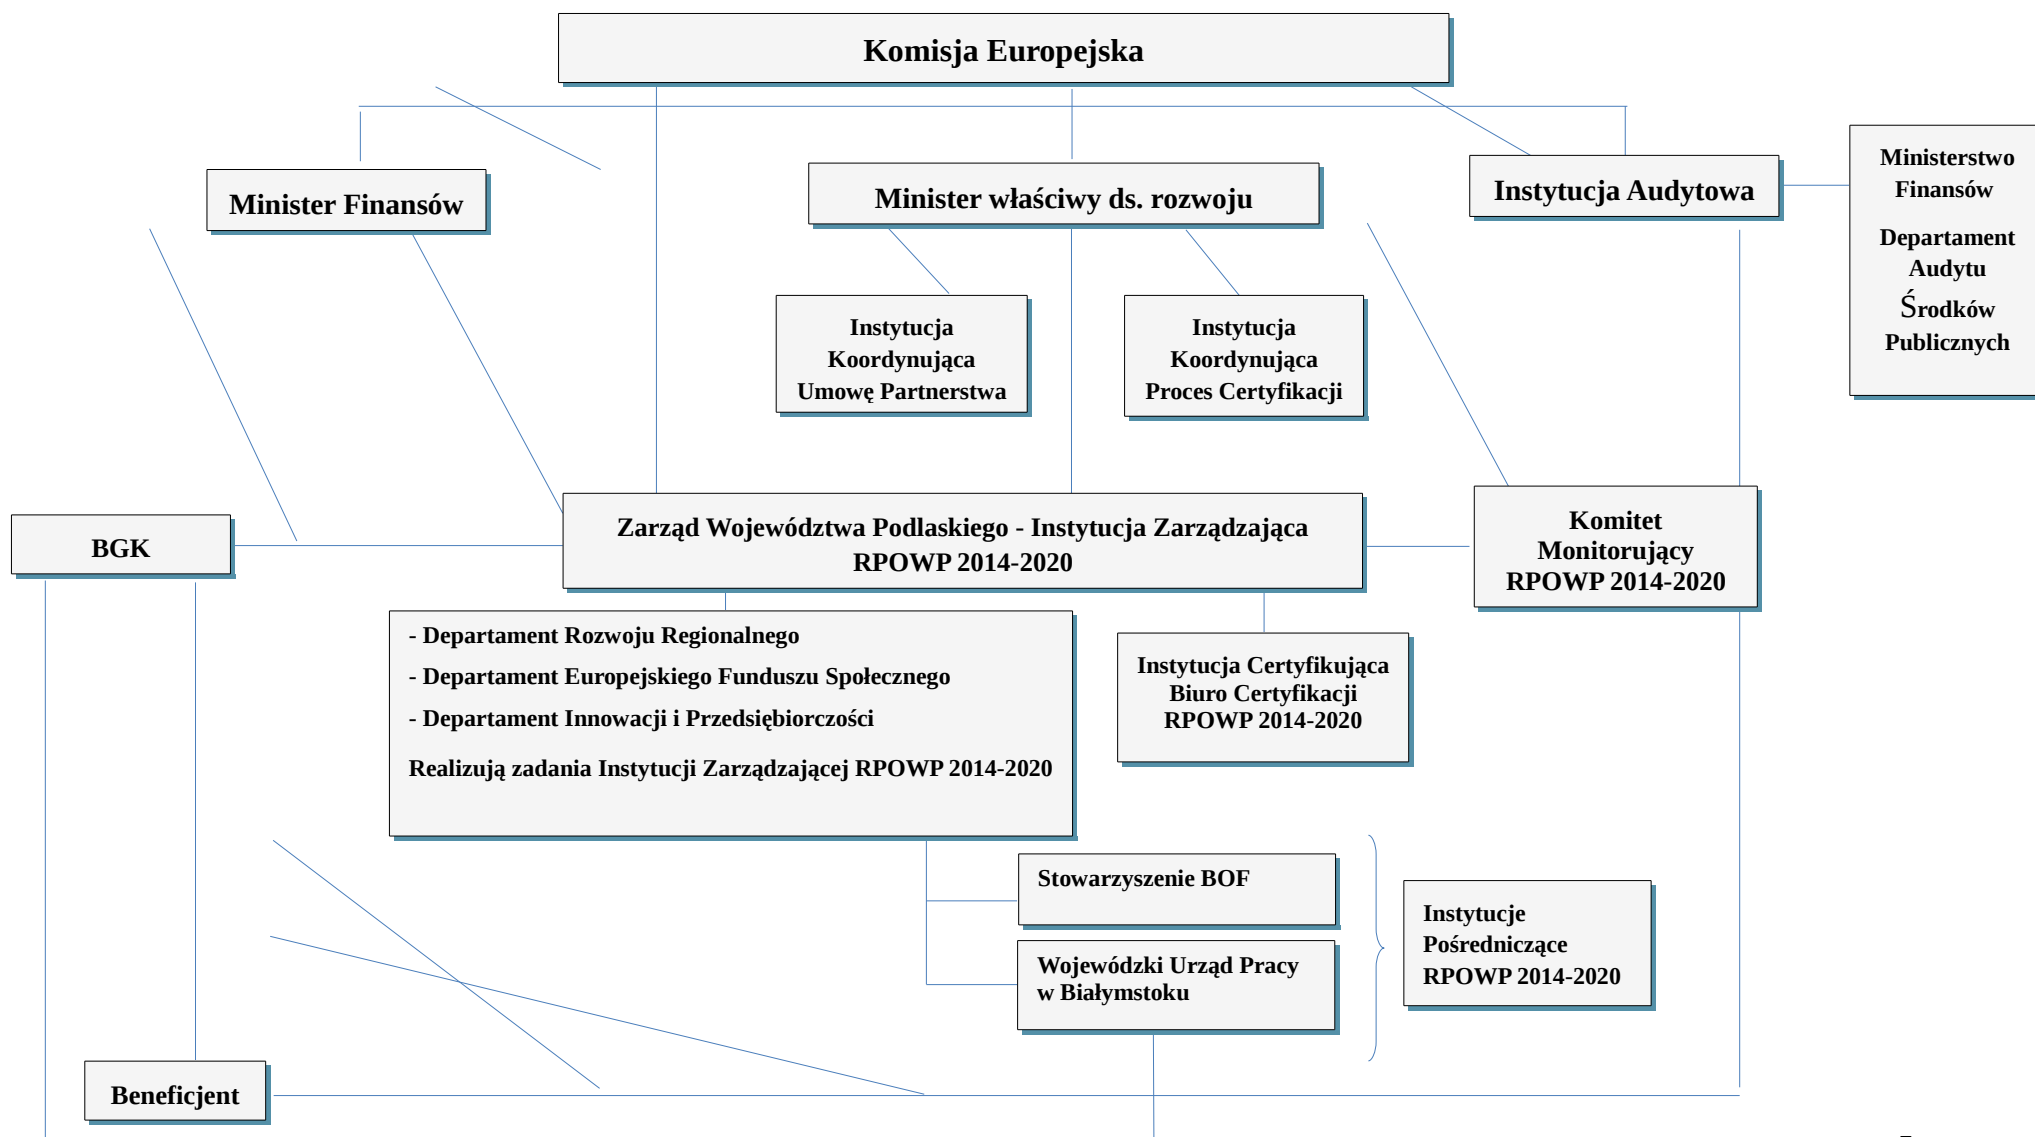 Komisja Europejska
Minister Finansów
Minister właściwy ds. rozwoju
Instytucja Audytowa
Ministerstwo
Finansów
Departament
Audytu
Środków
Publicznych
Instytucja
Koordynująca
Umowę Partnerstwa
Instytucja
Koordynująca
Proces Certyfikacji
BGK
Zarząd Województwa Podlaskiego - Instytucja Zarządzająca
RPOWP 2014-2020
Komitet
Monitorujący
RPOWP 2014-2020
- Departament Rozwoju Regionalnego
- Departament Europejskiego Funduszu Społecznego
- Departament Innowacji i Przedsiębiorczości
Realizują zadania Instytucji Zarządzającej RPOWP 2014-2020
Instytucja Certyfikująca
Biuro Certyfikacji
RPOWP 2014-2020
Stowarzyszenie BOF
Wojewódzki Urząd Pracy
w Białymstoku
Instytucje
Pośredniczące
RPOWP 2014-2020
Beneficjent